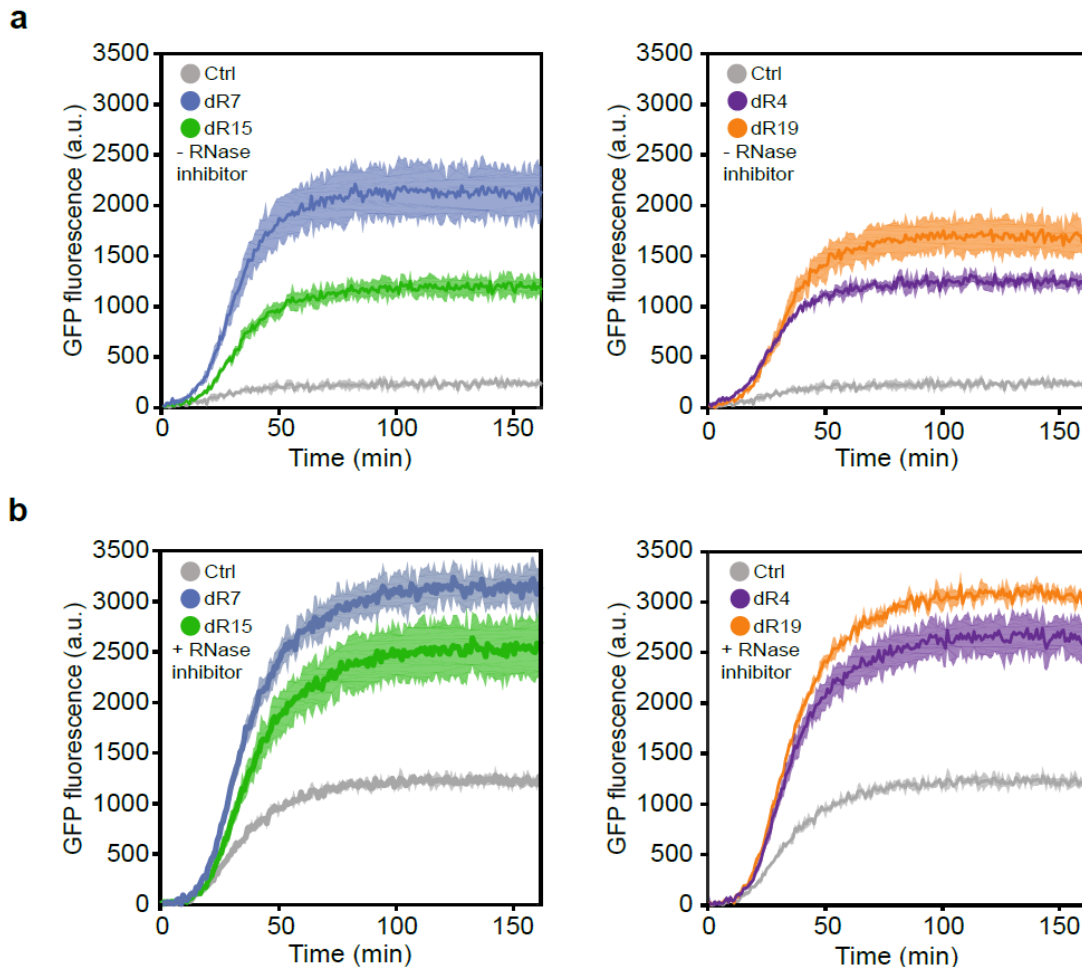 a
GFP fluorescence (a.u.)
3500
3000
2500
2000
1500
1000
500
0
Ctrl
dR7
dR15
- RNase
inhibitor
0 50 100 150
Time (min)
GFP fluorescence (a.u.)
3500
3000
2500
2000
1500
1000
500
0
Ctrl
dR4
dR19
- RNase
inhibitor
0 50 100 150
Time (min)
b
GFP fluorescence (a.u.)
3500
3000
2500
2000
1500
1000
500
0
Ctrl
dR7
dR15
+ RNase
inhibitor
0 50 100 150
Time (min)
GFP fluorescence (a.u.)
3500
3000
2500
2000
1500
1000
500
0
Ctrl
dR4
dR19
+ RNase
inhibitor
0 50 100 150
Time (min)